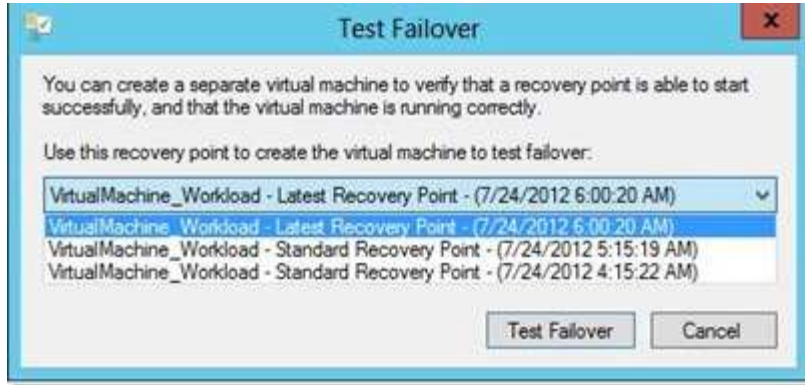 Test Failover
x
You can create a separate virtual machine to verify that a recovery point is able to start
successfully, and that the virtual machine is running correctly.
Use this recovery point to create the virtual machine to test failover:
VirtualMachine_Workload - Latest Recovery Point - (7/24/2012 6:00:20 AM)
VirtualMachine_Workload - Latest Recovery Point - (7/24/2012 6:00:20 AM)
VirtualMachine_Workload - Standard Recovery Point - (7/24/2012 5:15:19 AM)
VirtualMachine_Workload - Standard Recovery Point - (7/24/2012 4:15:22 AM)
Test Failover Cancel